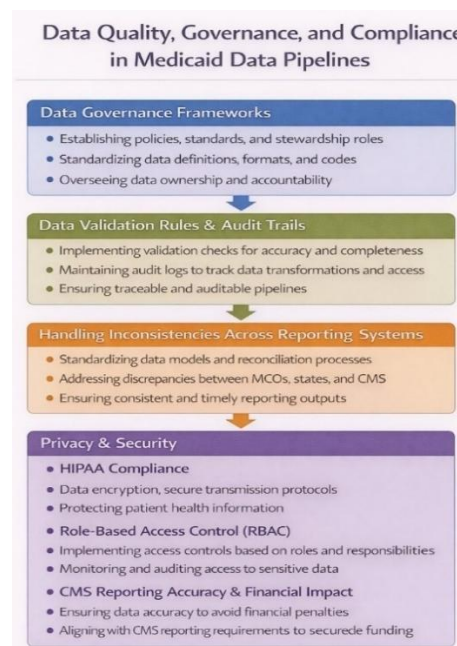 Data Quality, Governance, and Compliance
in Medicaid Data Pipelines
Data Governance Frameworks
• Establishing policies, standards, and stewardship roles
• Standardizing data definitions, formats, and codes
• Overseeing data ownership and accountability
Data Validation Rules & Audit Trails
• Implementing validation checks for accuracy and completeness
• Maintaining audit logs to track data transformations and access
• Ensuring traceable and auditable pipelines
Handling Inconsistencies Across Reporting Systems
• Standardizing data models and reconciliation processes
• Addressing discrepancies between MCOs, states, and CMS
• Ensuring consistent and timely reporting outputs
Privacy & Security
• HIPAA Compliance
• Data encryption, secure transmission protocols
• Protecting patient health information
• Role-Based Access Control (RBAC)
• Implementing access controls based on roles and responsibilities
• Monitoring and auditing access to sensitive data
• CMS Reporting Accuracy & Financial Impact
• Ensuring data accuracy to avoid financial penalties
• Aligning with CMS reporting requirements to securede funding